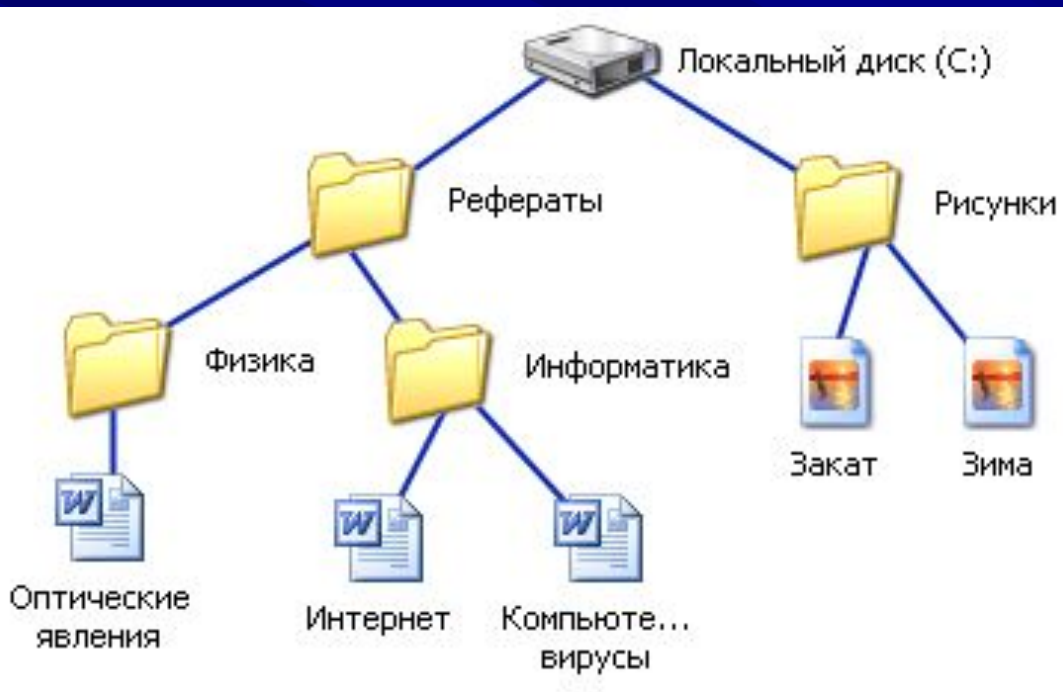 Локальный диск (C:)
Рефераты
Рисунки
Физика
Информатика
Закат
Зима
W
W
W
Оптические
явления
Интернет
Компьюте...
вирусы